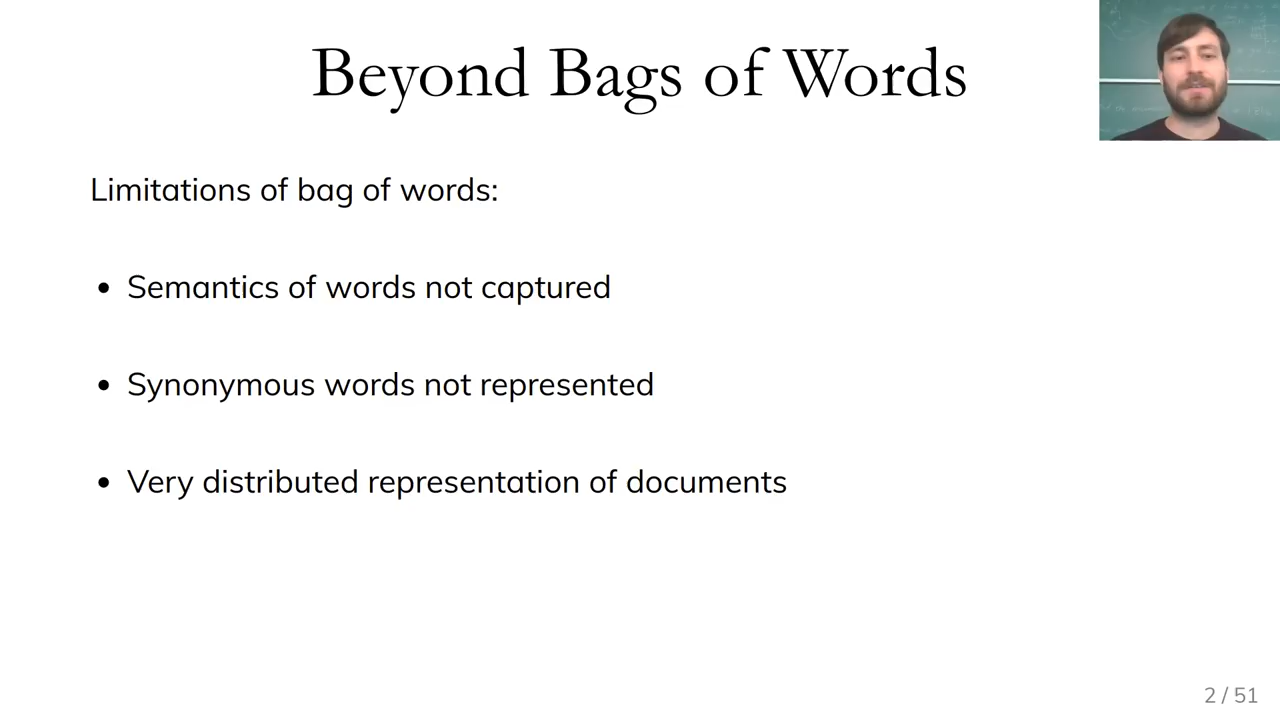 Beyond Bags of Words
Limitations of bag of words:
• Semantics of words not captured
• Synonymous words not represented
• Very distributed representation of documents
2 / 51